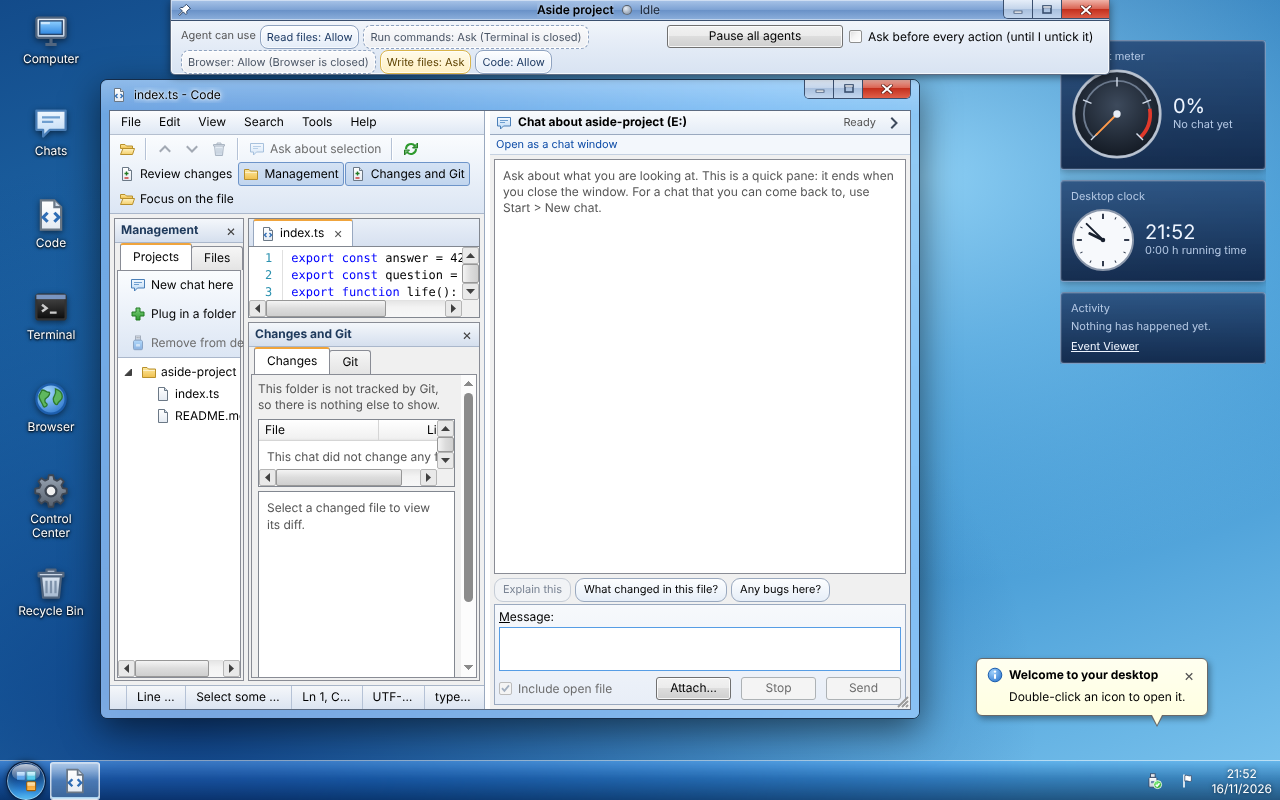 Aside project Idle
Agent can use Read files: Allow Run commands: Ask (Terminal is closed)
Browser: Allow (Browser is closed) Write files: Ask Code: Allow
Pause all agents Ask before every action (until I untick it)
Computer
Chats
Code
Terminal
Browser
Control
Center
Recycle Bin
index.ts - Code
File Edit View Search Tools Help
Ask about selection
Review changes Management Changes and Git
Focus on the file
Management
Projects Files
New chat here
Plug in a folder
Remove from de
aside-project
index.ts
README.m
index.ts
1 export const answer = 42
2 export const question =
3 export function life():
Changes and Git
Changes Git
This folder is not tracked by Git,
so there is nothing else to show.
File Li
This chat did not change any f
Select a changed file to view
its diff.
Line ... Select some ... Ln 1, C... UTF-... type...
Chat about aside-project (E:) Ready
Open as a chat window
Ask about what you are looking at. This is a quick pane: it ends when
you close the window. For a chat that you can come back to, use
Start > New chat.
Explain this What changed in this file? Any bugs here?
Message:
Include open file Attach... Stop Send
meter
0%
No chat yet
Desktop clock
21:52
0:00 h running time
Activity
Nothing has happened yet.
Event Viewer
Welcome to your desktop
Double-click an icon to open it.
21:52
16/11/2026